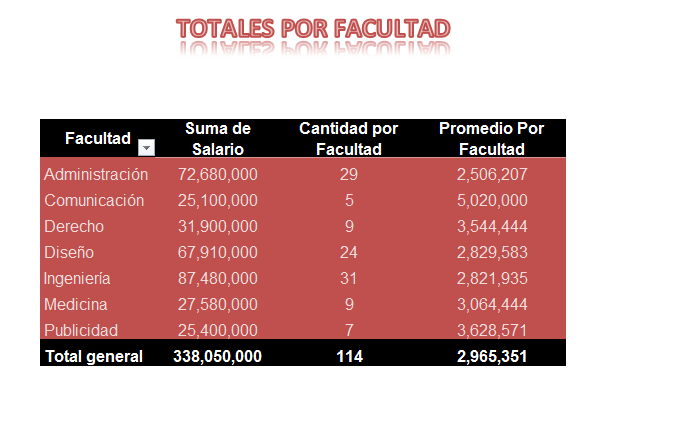 TOTALES POR FACULTAD
Facultad Suma de Salario Cantidad por Facultad Promedio Por Facultad
Administración 72,680,000 29 2,506,207
Comunicación 25,100,000 5 5,020,000
Derecho 31,900,000 9 3,544,444
Diseño 67,910,000 24 2,829,583
Ingeniería 87,480,000 31 2,821,935
Medicina 27,580,000 9 3,064,444
Publicidad 25,400,000 7 3,628,571
Total general 338,050,000 114 2,965,351